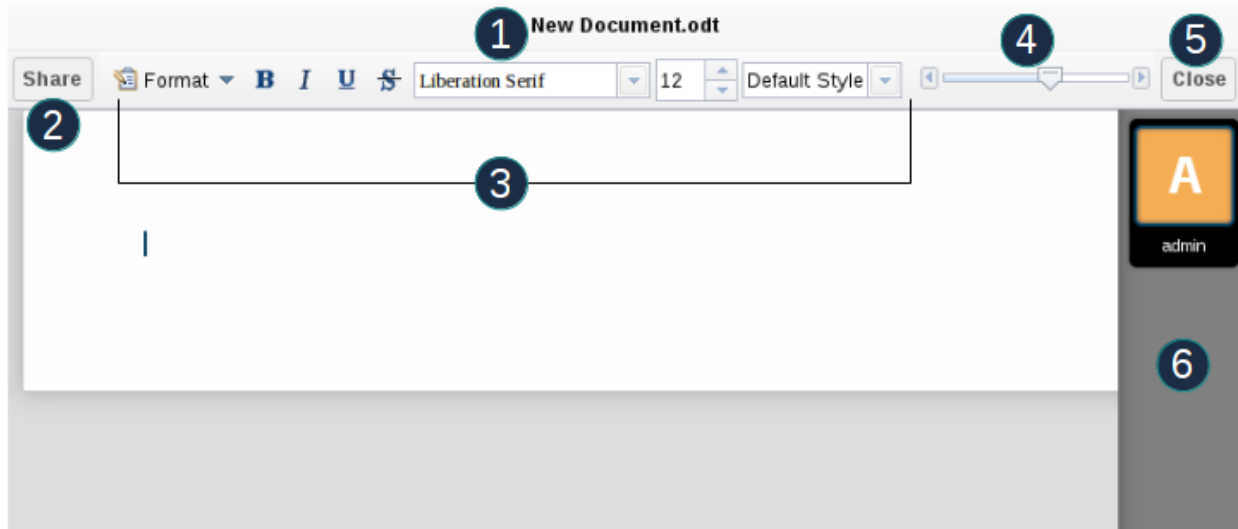 1 New Document.odt 4 5
Share Format B I U S Liberation Serif 12 Default Style Close
2
3
A
admin
6